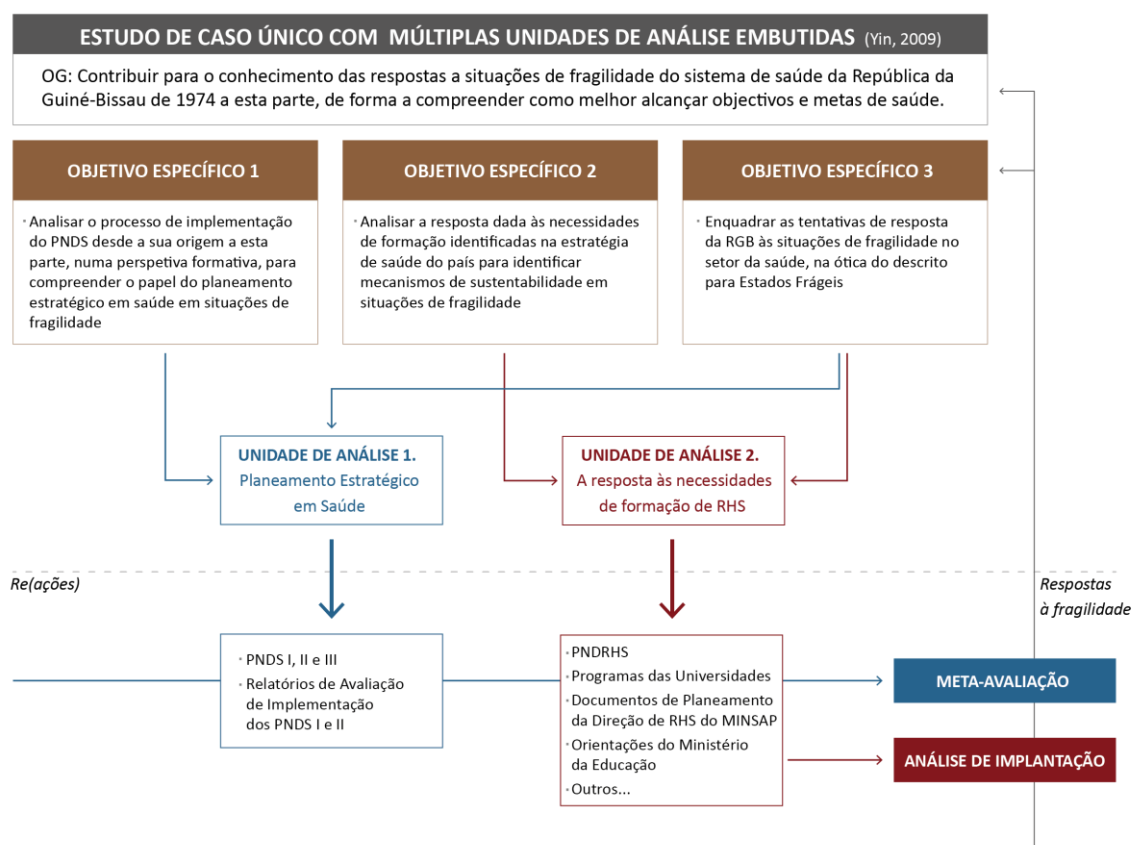 ESTUDO DE CASO ÚNICO COM MÚLTIPLAS UNIDADES DE ANÁLISE EMBUTIDAS (Yin, 2009)
OG: Contribuir para o conhecimento das respostas a situações de fragilidade do sistema de saúde da República da
Guiné-Bissau de 1974 a esta parte, de forma a compreender como melhor alcançar objectivos e metas de saúde.
OBJETIVO ESPECÍFICO 1
· Analisar o processo de implementação
do PNDS desde a sua origem a esta
parte, numa perspetiva formativa, para
compreender o papel do planeamento
estratégico em saúde em situações de
fragilidade
OBJETIVO ESPECÍFICO 2
· Analisar a resposta dada às necessidades
de formação identificadas na estratégia
de saúde do país para identificar
mecanismos de sustentabilidade em
situações de fragilidade
OBJETIVO ESPECÍFICO 3
· Enquadrar as tentativas de resposta
da RGB às situações de fragilidade no
setor da saúde, na ótica do descrito
para Estados Frágeis
UNIDADE DE ANÁLISE 1.
Planeamento Estratégico
em Saúde
UNIDADE DE ANÁLISE 2.
A resposta às necessidades
de formação de RHS
Re(ações)
Respostas
à fragilidade
· PNDS I, II e III
· Relatórios de Avaliação
de Implementação
dos PNDS I e II
· PNDRHS
· Programas das Universidades
· Documentos de Planeamento
da Direção de RHS do MINSAP
· Orientações do Ministério
da Educação
· Outros...
META-AVALIAÇÃO
ANÁLISE DE IMPLANTAÇÃO